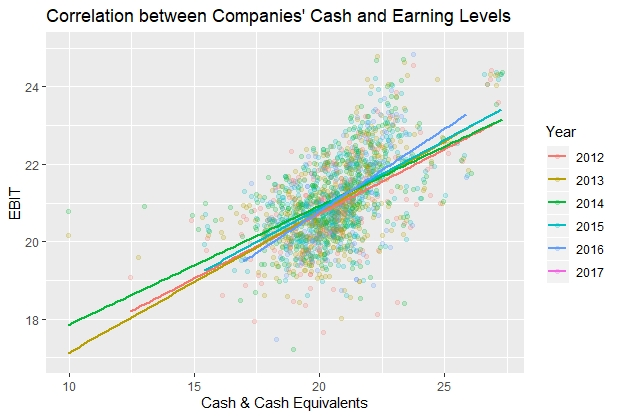 Correlation between Companies' Cash and Earning Levels
24
22
20
18
EBIT
10 15 20 25
Cash & Cash Equivalents
Year
2012
2013
2014
2015
2016
2017